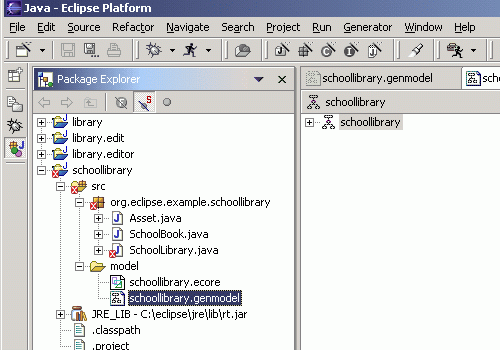 Java - Eclipse Platform
File Edit Source Refactor Navigate Search Project Run Generator Window Help
Package Explorer
schoollibrary.genmodel
library
library.edit
library.editor
schoollibrary
src
org.eclipse.example.schoollibrary
Asset.java
SchoolBook.java
SchoolLibrary.java
model
schoollibrary.ecore
schoollibrary.genmodel
JRE_LIB - C:\eclipse\jre\lib\rt.jar
.classpath
.project
schoollibrary
schoollibrary